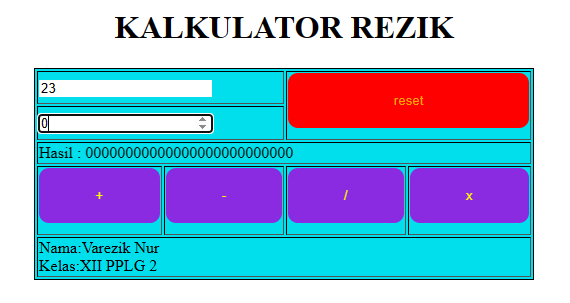 KALKULATOR REZIK
23
reset
0
Hasil : 00000000000000000000000000
+ - / x
Nama:Varezik Nur
Kelas:XII PPLG 2